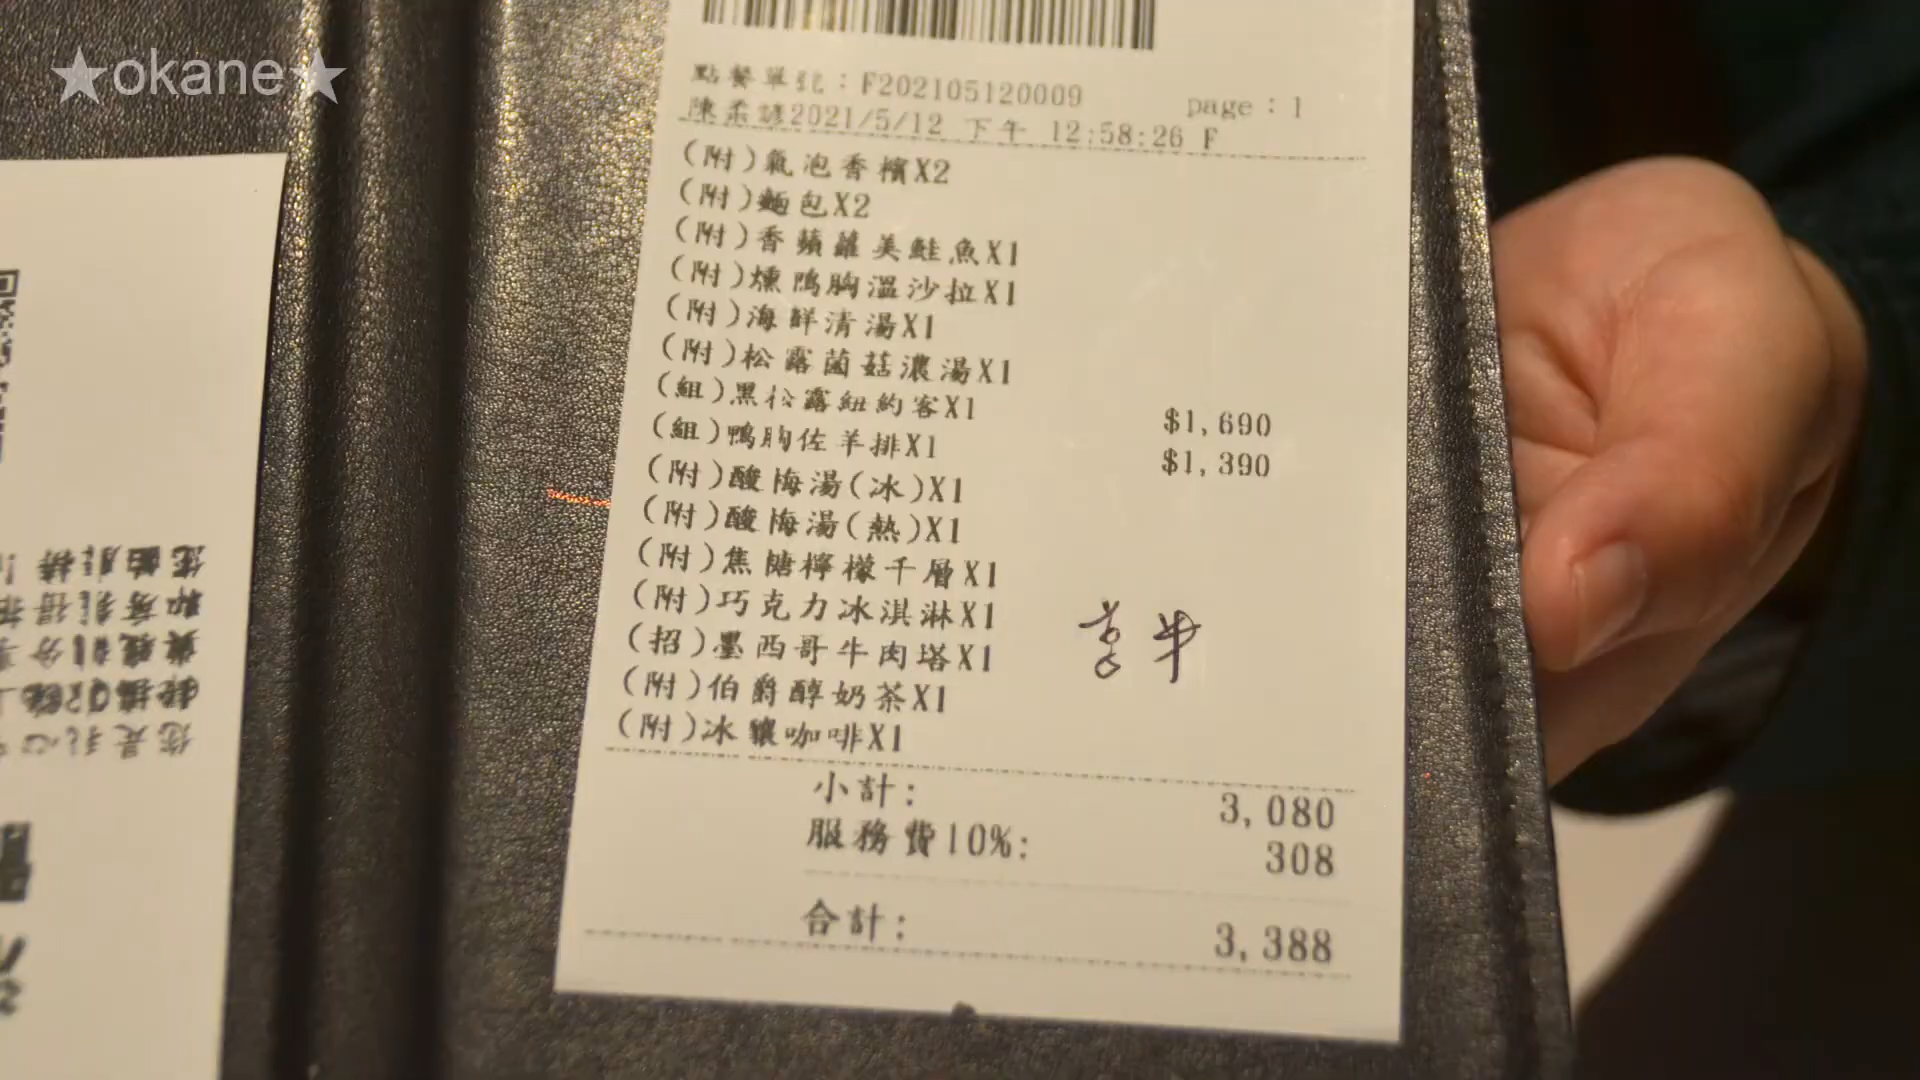 ★okane★
點餐單號：F202105120009
page：1
陳柔諺2021/5/12 下午 12:58:26 F
(附)氣泡香檳X2
(附)麵包X2
(附)香蘋蘿美鮭魚X1
(附)燻鴨胸溫沙拉X1
(附)海鮮清湯X1
(附)松露菌菇濃湯X1
(組)黑松露紐約客X1 $1,690
(組)鴨胸佐羊排X1 $1,390
(附)酸梅湯(冰)X1
(附)酸梅湯(熱)X1
(附)焦糖檸檬千層X1
(附)巧克力冰淇淋X1
(招)墨西哥牛肉塔X1
(附)伯爵醇奶茶X1
(附)冰釀咖啡X1
小計: 3,080
服務費10%: 308
合計: 3,388